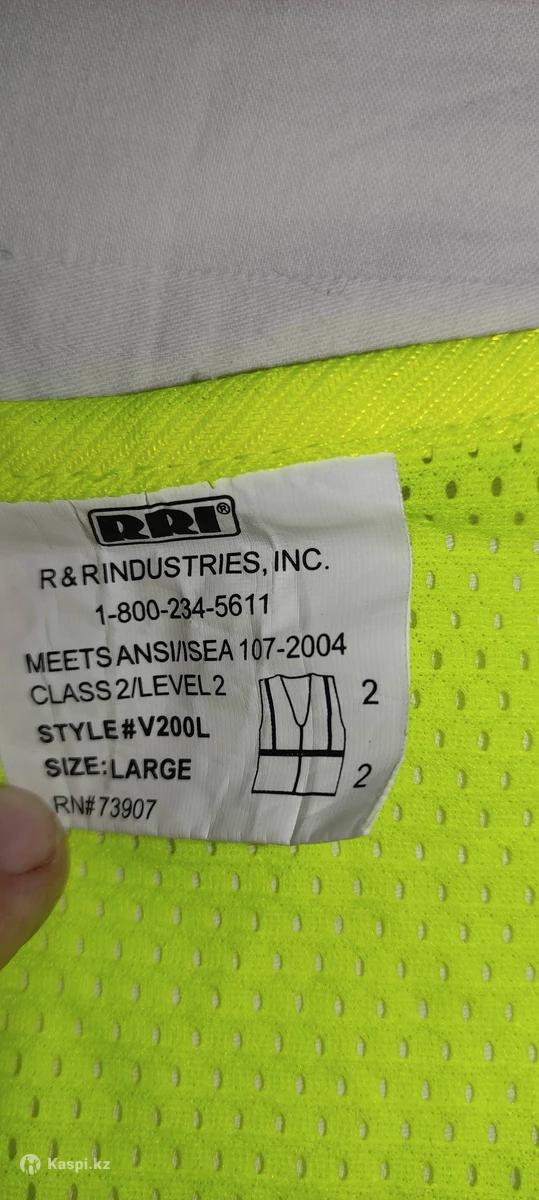 RRI®
R & R INDUSTRIES, INC.
1-800-234-5611
MEETS ANSI/ISEA 107-2004
CLASS 2/LEVEL 2
2
STYLE # V200L
SIZE: LARGE
2
RN# 73907
Kaspi.kz